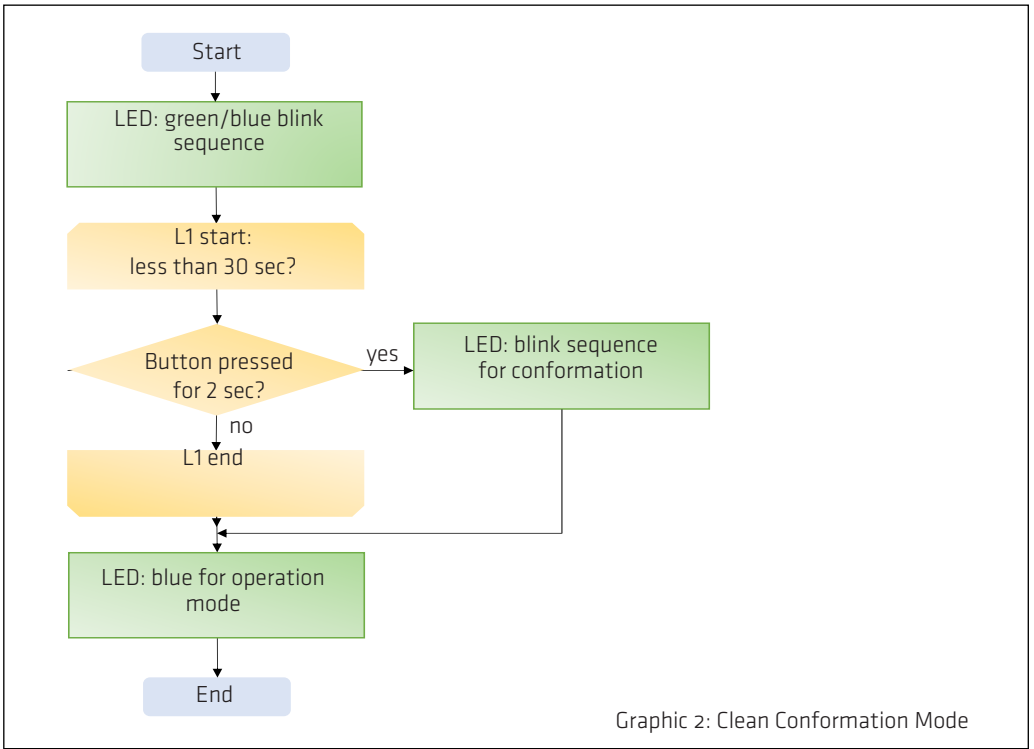 Start
LED: green/blue blink
sequence
L1 start:
less than 30 sec?
Button pressed
for 2 sec?
yes
LED: blink sequence
for conformation
no
L1 end
LED: blue for operation
mode
End
Graphic 2: Clean Conformation Mode